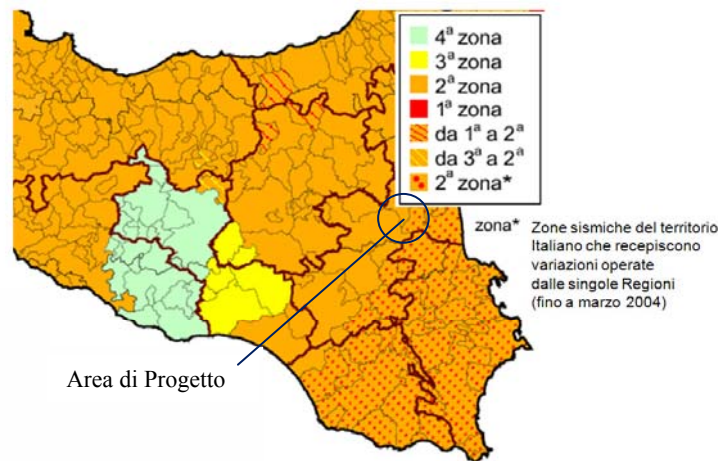 4ª zona
3ª zona
2ª zona
1ª zona
da 1ª a 2ª
da 3ª a 2ª
2ª zona*
zona* Zone sismiche del territorio
Italiano che recepiscono
variazioni operate
dalle singole Regioni
(fino a marzo 2004)
Area di Progetto